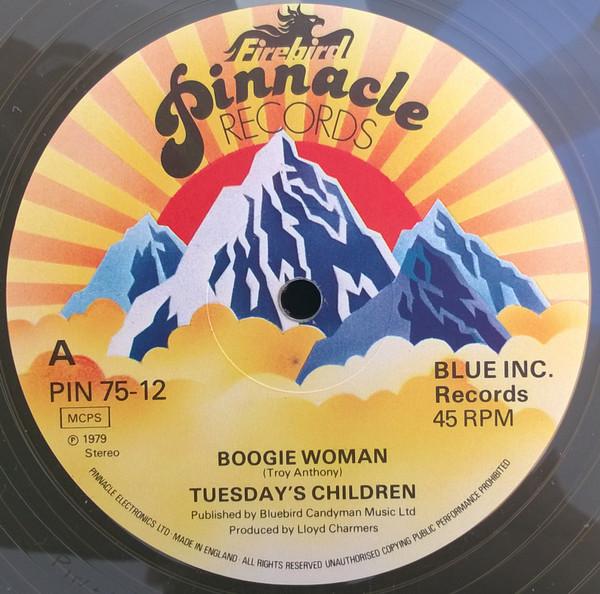 Firebird
Pinnacle
RECORDS
A
PIN 75-12
MCPS
℗ 1979
Stereo
BLUE INC.
Records
45 RPM
BOOGIE WOMAN
(Troy Anthony)
TUESDAY'S CHILDREN
Published by Bluebird Candyman Music Ltd
Produced by Lloyd Charmers
PINNACLE ELECTRONICS LTD. MADE IN ENGLAND · ALL RIGHTS RESERVED UNAUTHORISED COPYING PUBLIC PERFORMANCE PROHIBITED